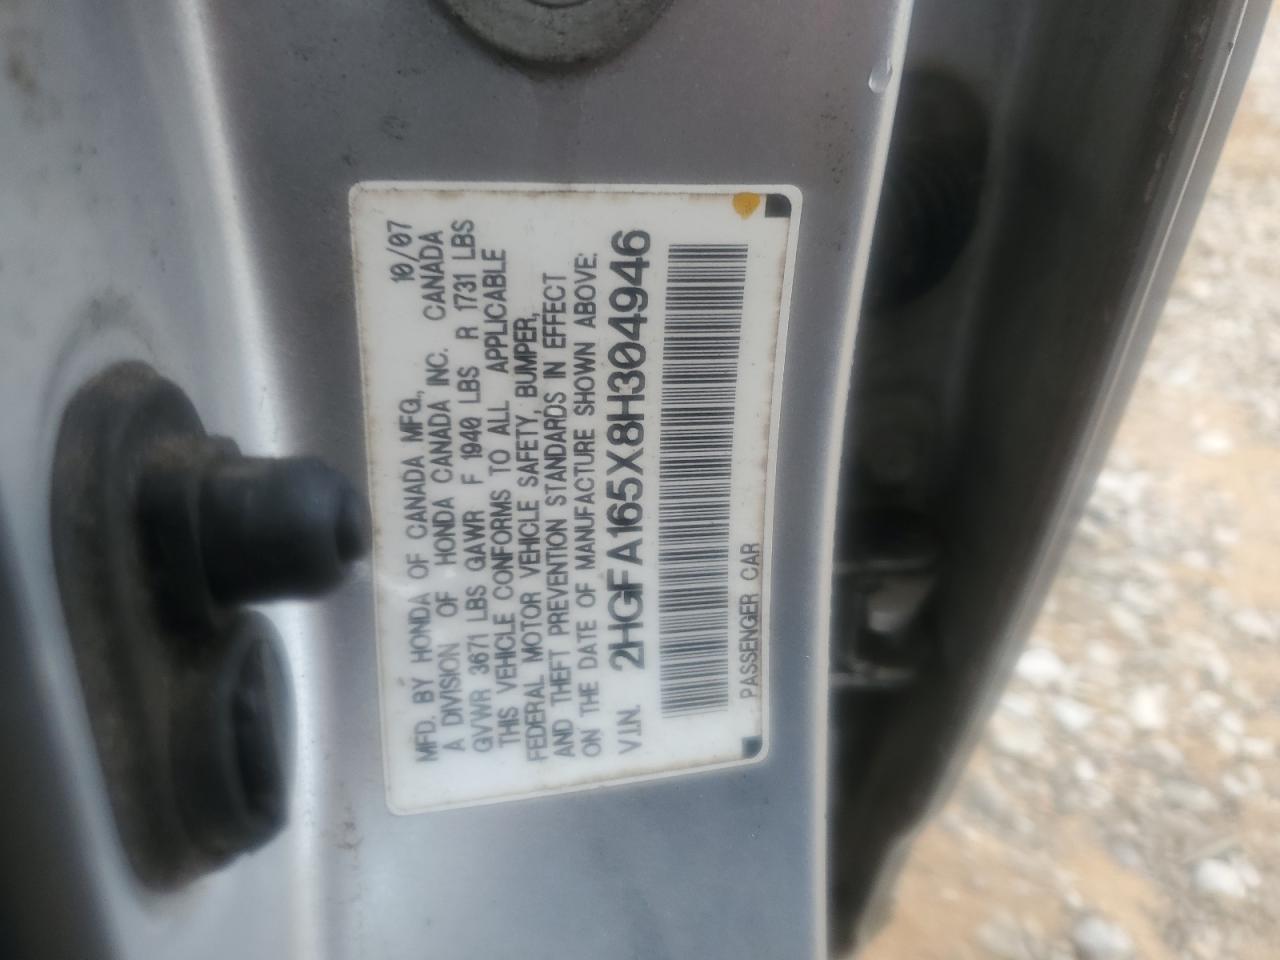 MFD. BY HONDA OF CANADA MFG., 10/07
A DIVISION OF HONDA CANADA INC. CANADA
GVWR 3671 LBS GAWR F 1940 LBS R 1731 LBS
THIS VEHICLE CONFORMS TO ALL APPLICABLE
FEDERAL MOTOR VEHICLE SAFETY, BUMPER,
AND THEFT PREVENTION STANDARDS IN EFFECT
ON THE DATE OF MANUFACTURE SHOWN ABOVE:
V.I.N. 2HGFA165X8H304946
PASSENGER CAR